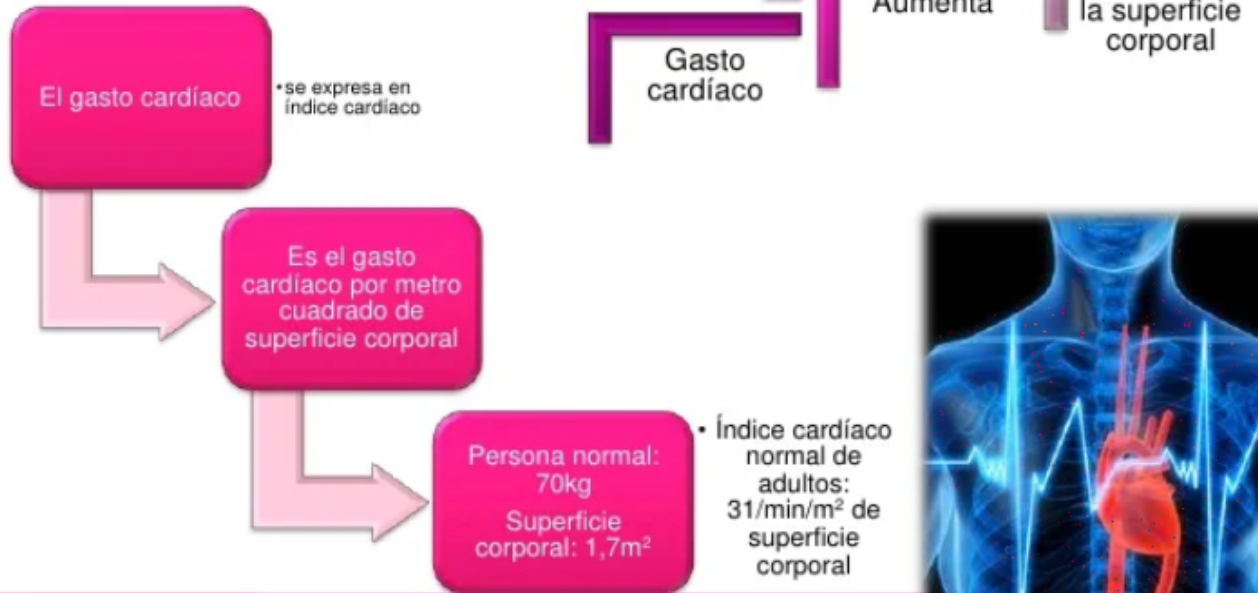 El gasto cardíaco
•se expresa en
índice cardíaco
Gasto
cardíaco
Aumenta
la superficie
corporal
Es el gasto
cardíaco por metro
cuadrado de
superficie corporal
Persona normal:
70kg
Superficie
corporal: 1,7m²
• Índice cardíaco
normal de
adultos:
31/min/m² de
superficie
corporal